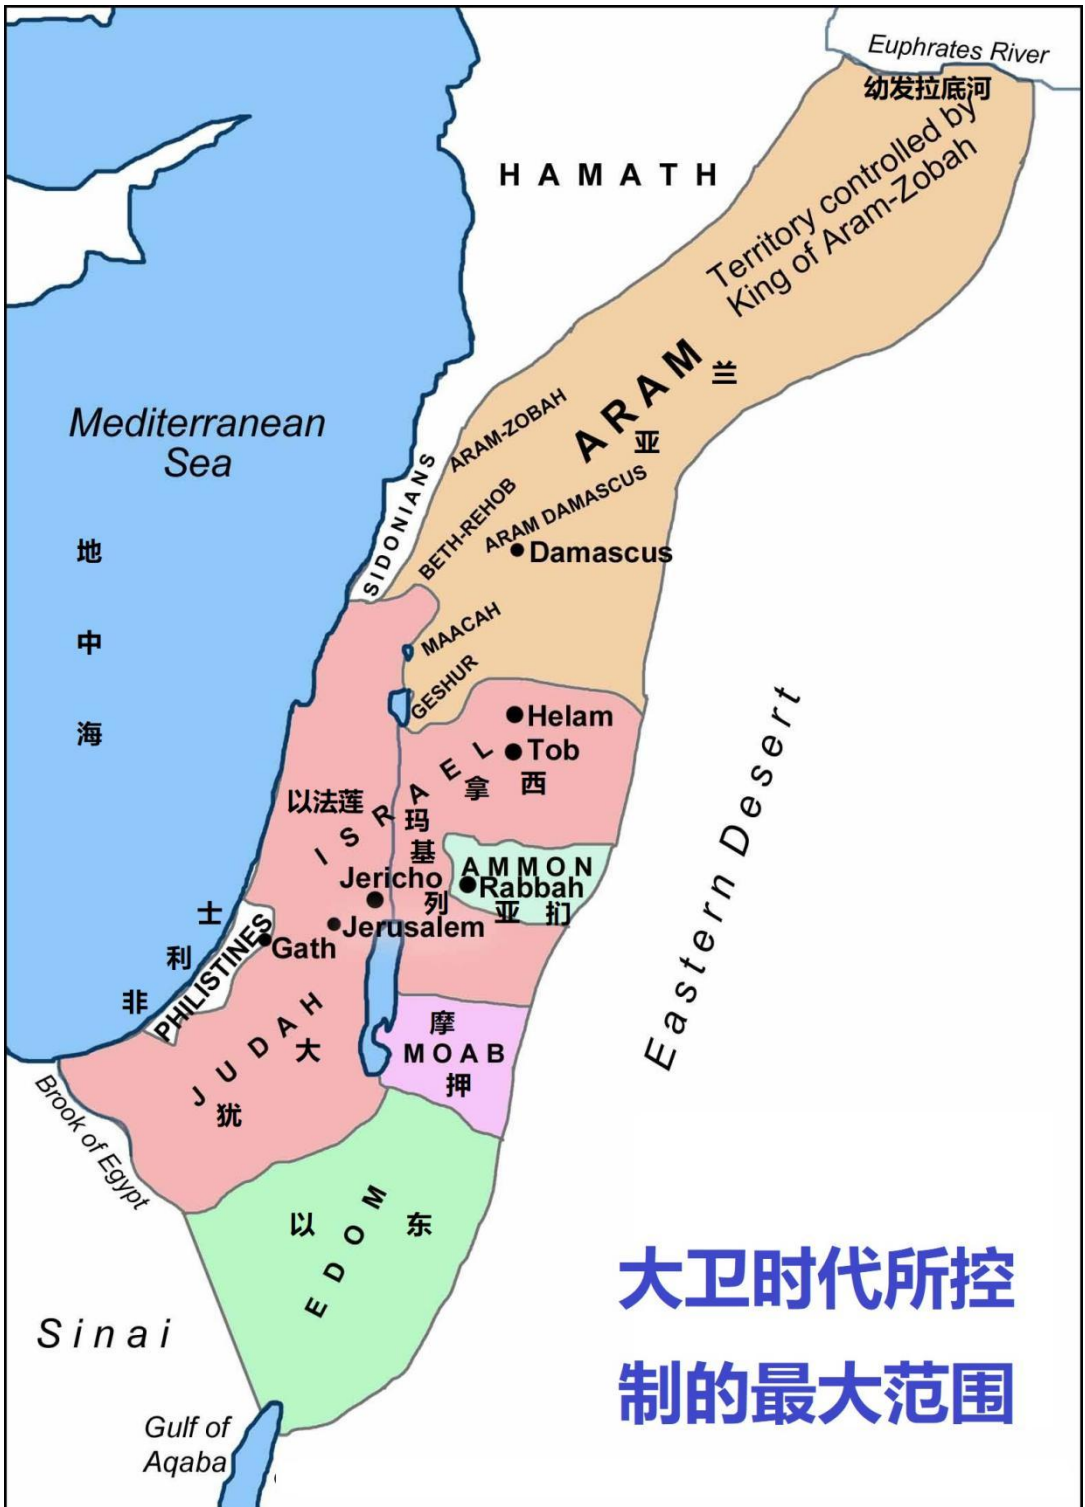 Euphrates River
幼发拉底河
HAMATH
Territory controlled by
King of Aram-Zobah
ARAM
亚兰
ARAM-ZOBAH
SIDONIANS
BETH-REHOB
ARAM DAMASCUS
Damascus
Mediterranean
Sea
地中海
MAACAH
GESHUR
Helam
Tob
ISRAEL
以法莲
玛拿西
基列
AMMON
Rabbah
亚扪
Jericho
Jerusalem
Gath
PHILISTINES
非利士
JUDAH
犹大
摩
MOAB
押
Eastern Desert
Brook of Egypt
EDOM
以东
Sinai
Gulf of
Aqaba
大卫时代所控
制的最大范围